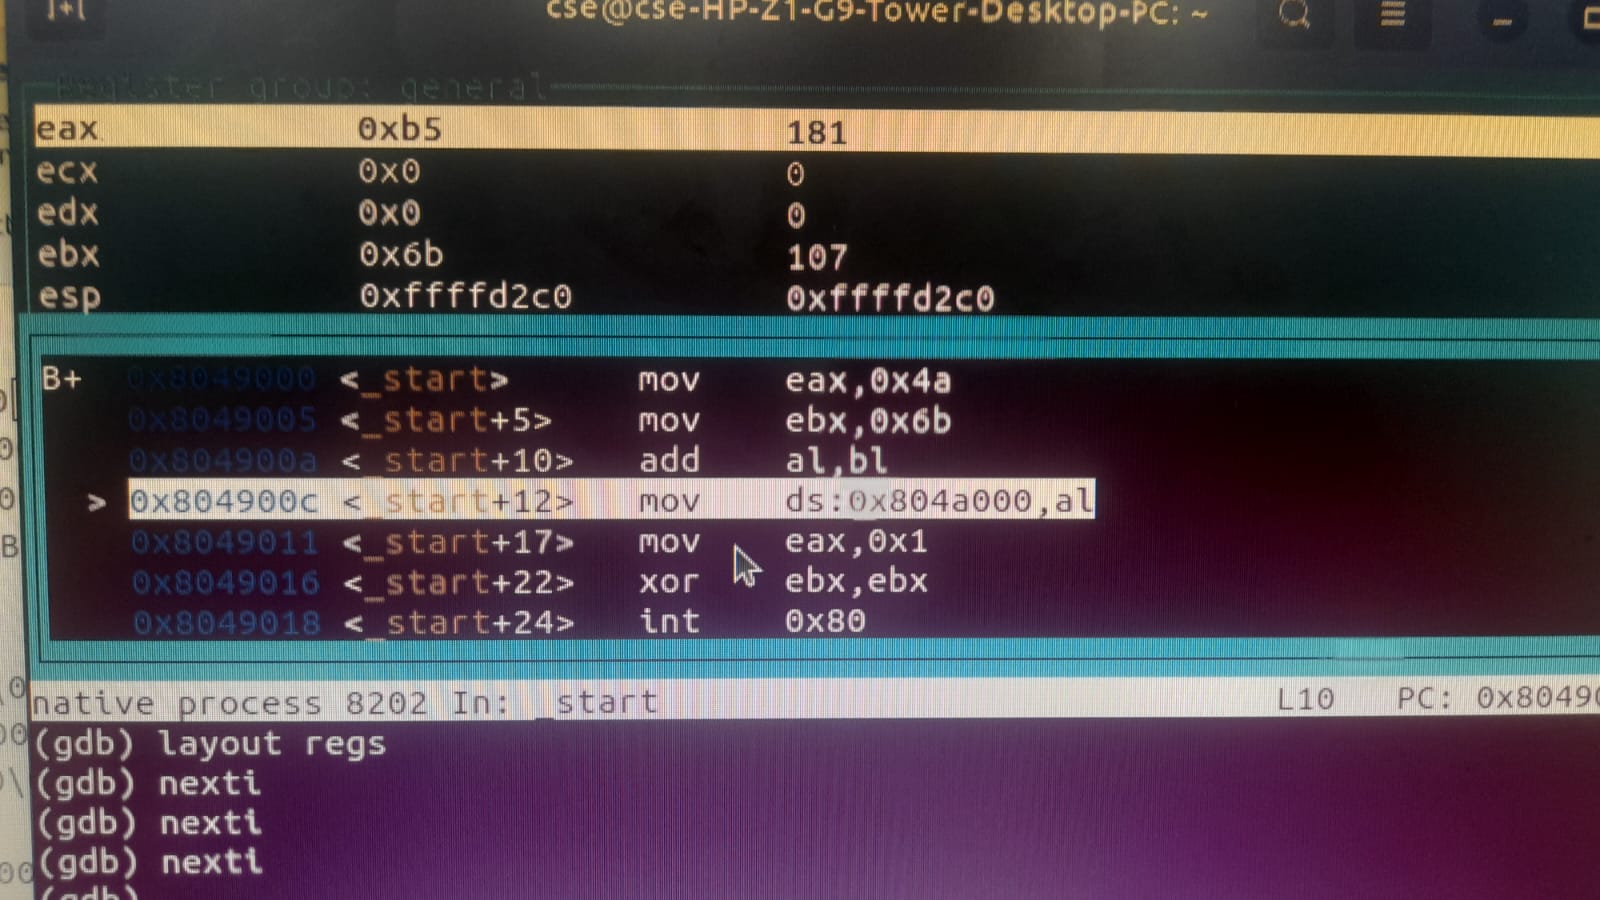 cse@cse-HP-Z1-G9-Tower-Desktop-PC: ~
Register group: general
eax 0xb5 181
ecx 0x0 0
edx 0x0 0
ebx 0x6b 107
esp 0xffffd2c0 0xffffd2c0
B+ 0x8049000 <_start> mov eax,0x4a
0x8049005 <_start+5> mov ebx,0x6b
0x804900a <_start+10> add al,bl
> 0x804900c <_start+12> mov ds:0x804a000,al
0x8049011 <_start+17> mov eax,0x1
0x8049016 <_start+22> xor ebx,ebx
0x8049018 <_start+24> int 0x80
native process 8202 In: _start L10 PC: 0x8049
(gdb) layout regs
(gdb) nexti
(gdb) nexti
(gdb) nexti
(gdb)